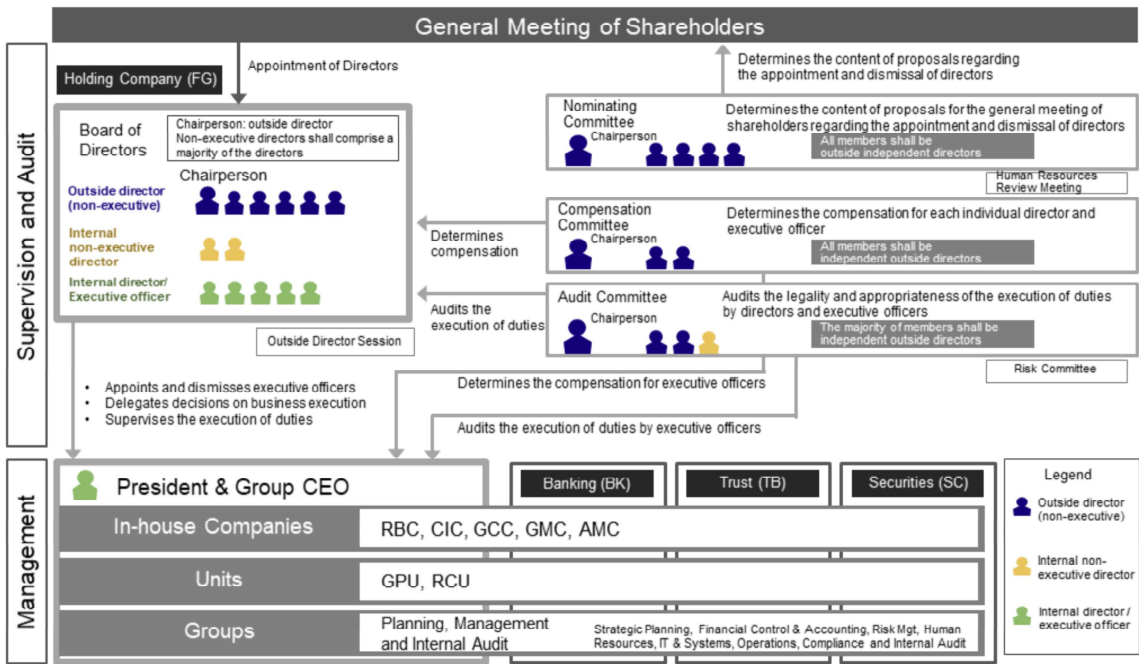 General Meeting of Shareholders
Supervision and Audit
Holding Company (FG)
Appointment of Directors
Determines the content of proposals regarding
the appointment and dismissal of directors
Board of
Directors
Chairperson: outside director
Non-executive directors shall comprise a
majority of the directors
Chairperson
Outside director
(non-executive)
Internal
non-executive
director
Internal director/
Executive officer
Outside Director Session
Nominating
Committee
Chairperson
Determines the content of proposals for the general meeting of
shareholders regarding the appointment and dismissal of directors
All members shall be
outside independent directors
Human Resources
Review Meeting
Determines
compensation
Compensation
Committee
Chairperson
Determines the compensation for each individual director and
executive officer
All members shall be
independent outside directors
Audits the
execution of duties
Audit Committee
Chairperson
Audits the legality and appropriateness of the execution of duties
by directors and executive officers
The majority of members shall be
independent outside directors
Risk Committee
• Appoints and dismisses executive officers
• Delegates decisions on business execution
• Supervises the execution of duties
Determines the compensation for executive officers
Audits the execution of duties by executive officers
Management
President & Group CEO
Banking (BK)
Trust (TB)
Securities (SC)
In-house Companies
RBC, CIC, GCC, GMC, AMC
Units
GPU, RCU
Groups
Planning, Management
and Internal Audit
Strategic Planning, Financial Control & Accounting, Risk Mgt, Human
Resources, IT & Systems, Operations, Compliance and Internal Audit
Legend
Outside director
(non-executive)
Internal non-
executive director
Internal director /
executive officer